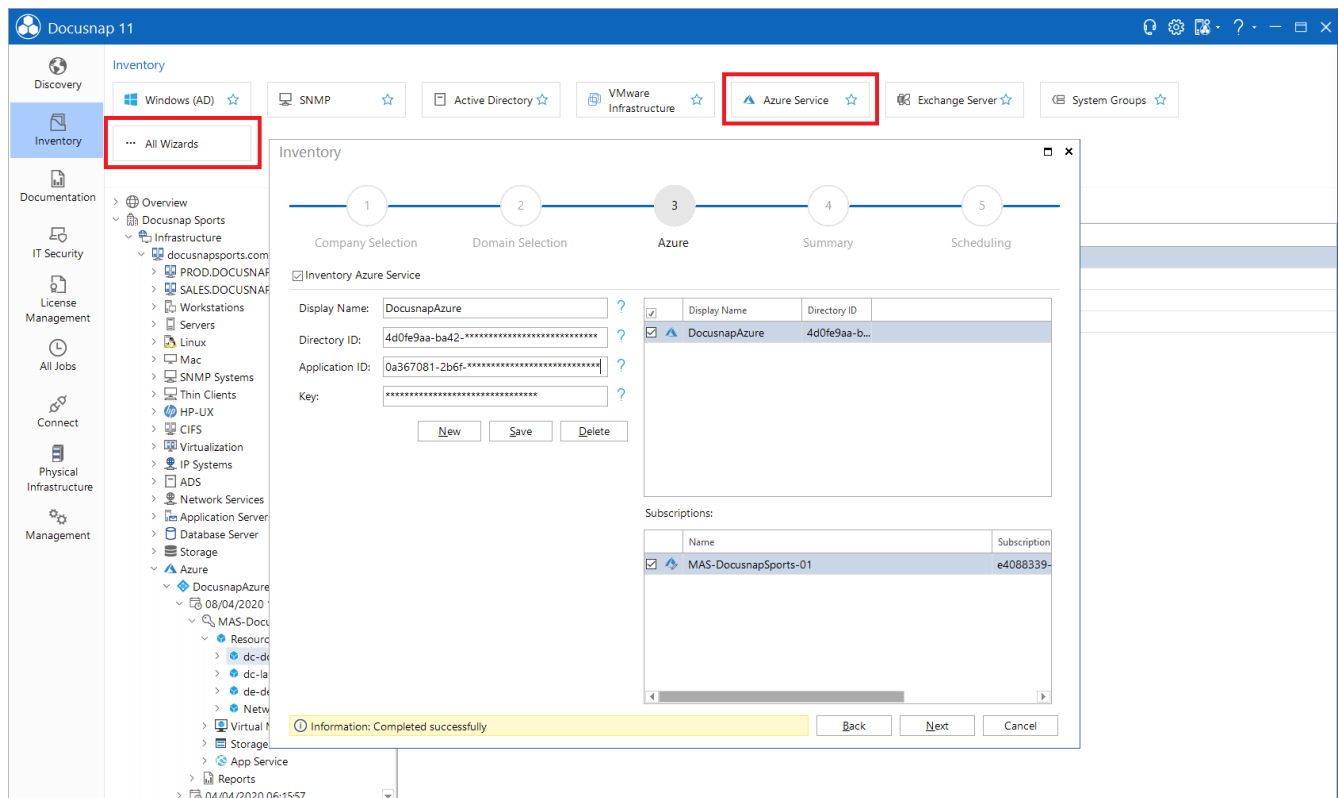 Docusnap 11
Discovery
Inventory
Documentation
IT Security
License
Management
All Jobs
Connect
Physical
Infrastructure
Management
Inventory
Windows (AD)
SNMP
Active Directory
VMware
Infrastructure
Azure Service
Exchange Server
System Groups
... All Wizards
Overview
Docusnap Sports
Infrastructure
docusnapsports.com
PROD.DOCUSNAP
SALES.DOCUSNAP
Workstations
Servers
Linux
Mac
SNMP Systems
Thin Clients
HP-UX
CIFS
Virtualization
IP Systems
ADS
Network Services
Application Server
Database Server
Storage
Azure
DocusnapAzure
08/04/2020
MAS-Docu
Resourc
dc-do
dc-la
de-de
Netw
Virtual
Storage
App Service
Reports
04/04/2020 06:15:57
Inventory
1 2 3 4 5
Company Selection Domain Selection Azure Summary Scheduling
Inventory Azure Service
Display Name: DocusnapAzure ?
Directory ID: 4d0fe9aa-ba42-**************************** ?
Application ID: 0a367081-2b6f-**************************** ?
Key: ******************************** ?
New Save Delete
Display Name Directory ID
DocusnapAzure 4d0fe9aa-b...
Subscriptions:
Name Subscription
MAS-DocusnapSports-01 e4088339-
Information: Completed successfully
Back Next Cancel